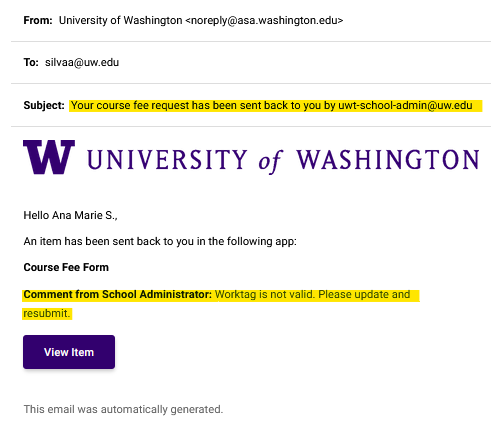 From: University of Washington <noreply@asa.washington.edu>
To: silvaa@uw.edu
Subject: Your course fee request has been sent back to you by uwt-school-admin@uw.edu
W UNIVERSITY of WASHINGTON
Hello Ana Marie S.,
An item has been sent back to you in the following app:
Course Fee Form
Comment from School Administrator: Worktag is not valid. Please update and
resubmit.
View Item
This email was automatically generated.